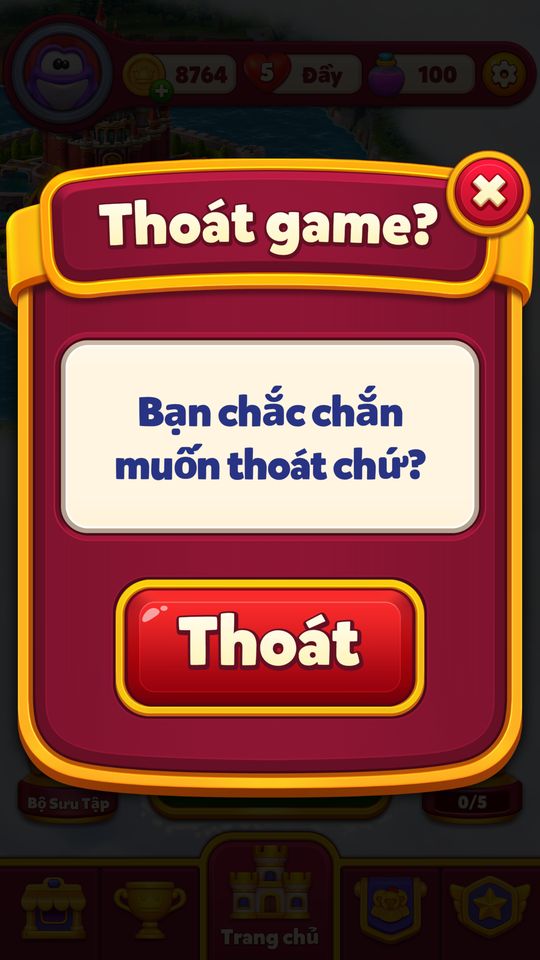 8764
5
Đầy
100
Thoát game?
Bạn chắc chắn
muốn thoát chứ?
Thoát
Bộ Sưu Tập
0/5
Trang chủ